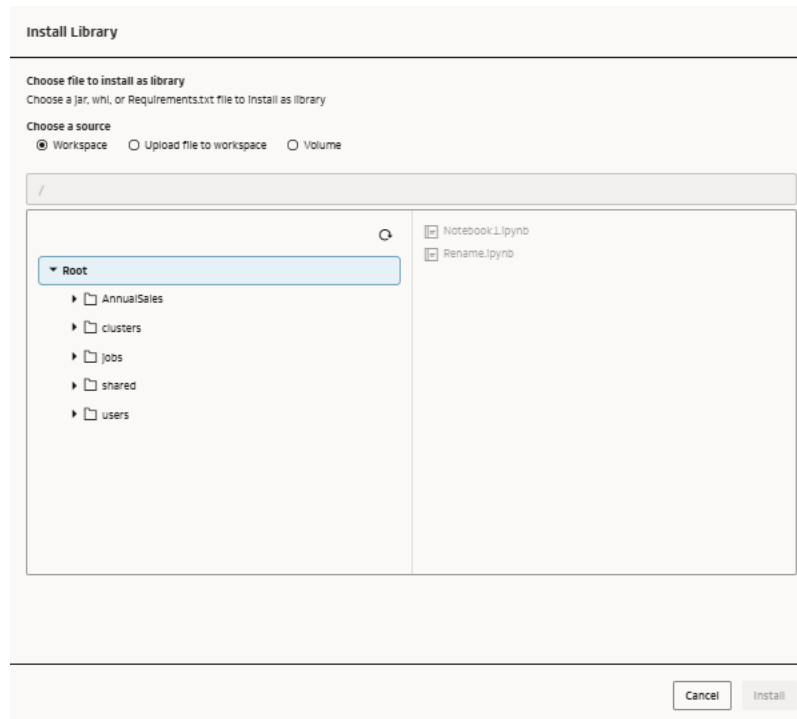 Install Library
Choose file to install as library
Choose a jar, whl, or Requirements.txt file to install as library
Choose a source
Workspace Upload file to workspace Volume
/
Root
AnnualSales
clusters
jobs
shared
users
Notebook1.ipynb
Rename.ipynb
Cancel Install